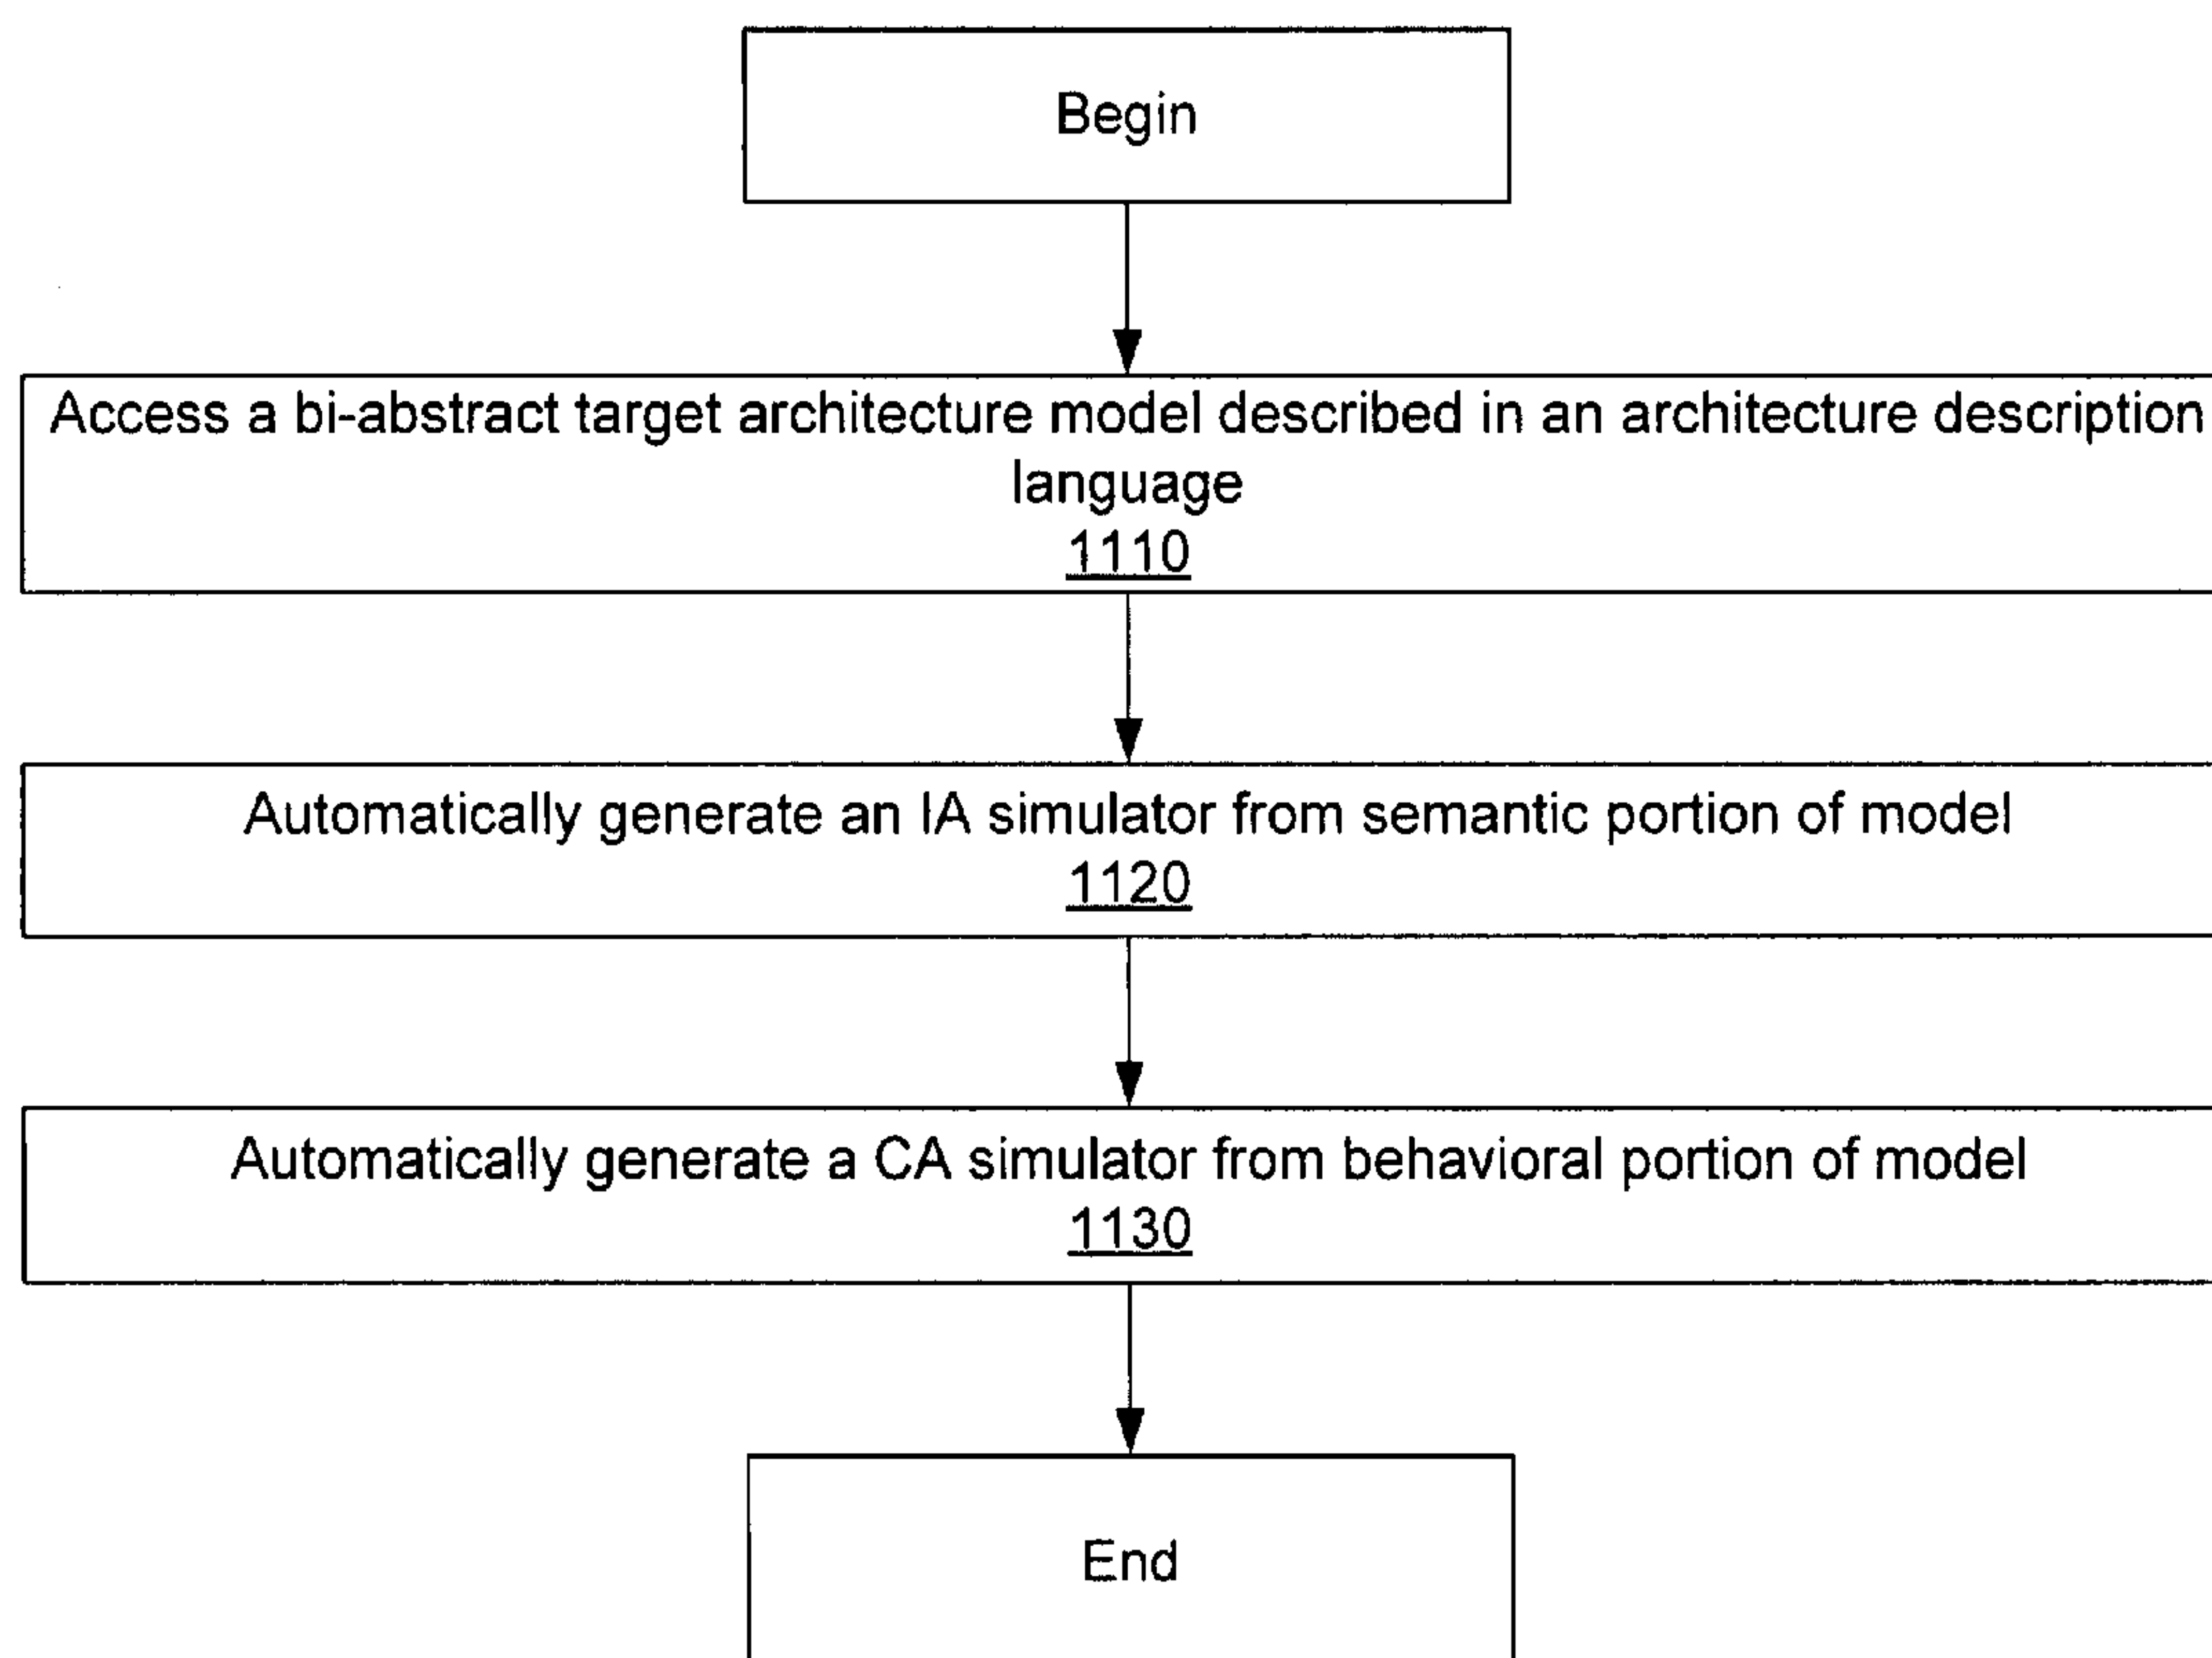 Begin
Access a bi-abstract target architecture model described in an architecture description
language
1110
Automatically generate an IA simulator from semantic portion of model
1120
Automatically generate a CA simulator from behavioral portion of model
1130
End